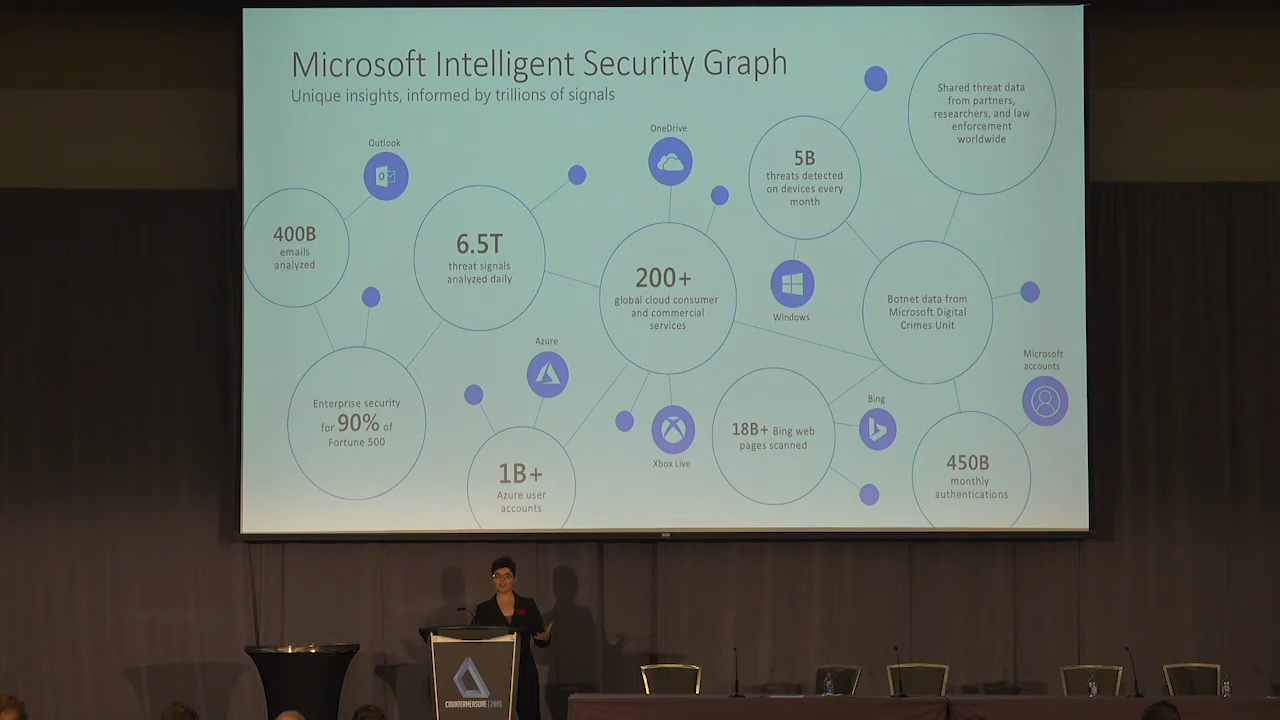 Microsoft Intelligent Security Graph
Unique insights, informed by trillions of signals
Outlook
400B
emails
analyzed
6.5T
threat signals
analyzed daily
OneDrive
200+
global cloud consumer
and commercial
services
5B
threats detected
on devices every
month
Windows
Shared threat data
from partners,
researchers, and law
enforcement
worldwide
Botnet data from
Microsoft Digital
Crimes Unit
Enterprise security
for 90% of
Fortune 500
Azure
1B+
Azure user
accounts
Xbox Live
18B+ Bing web
pages scanned
Bing
Microsoft
accounts
450B
monthly
authentications
COUNTERMEASURE